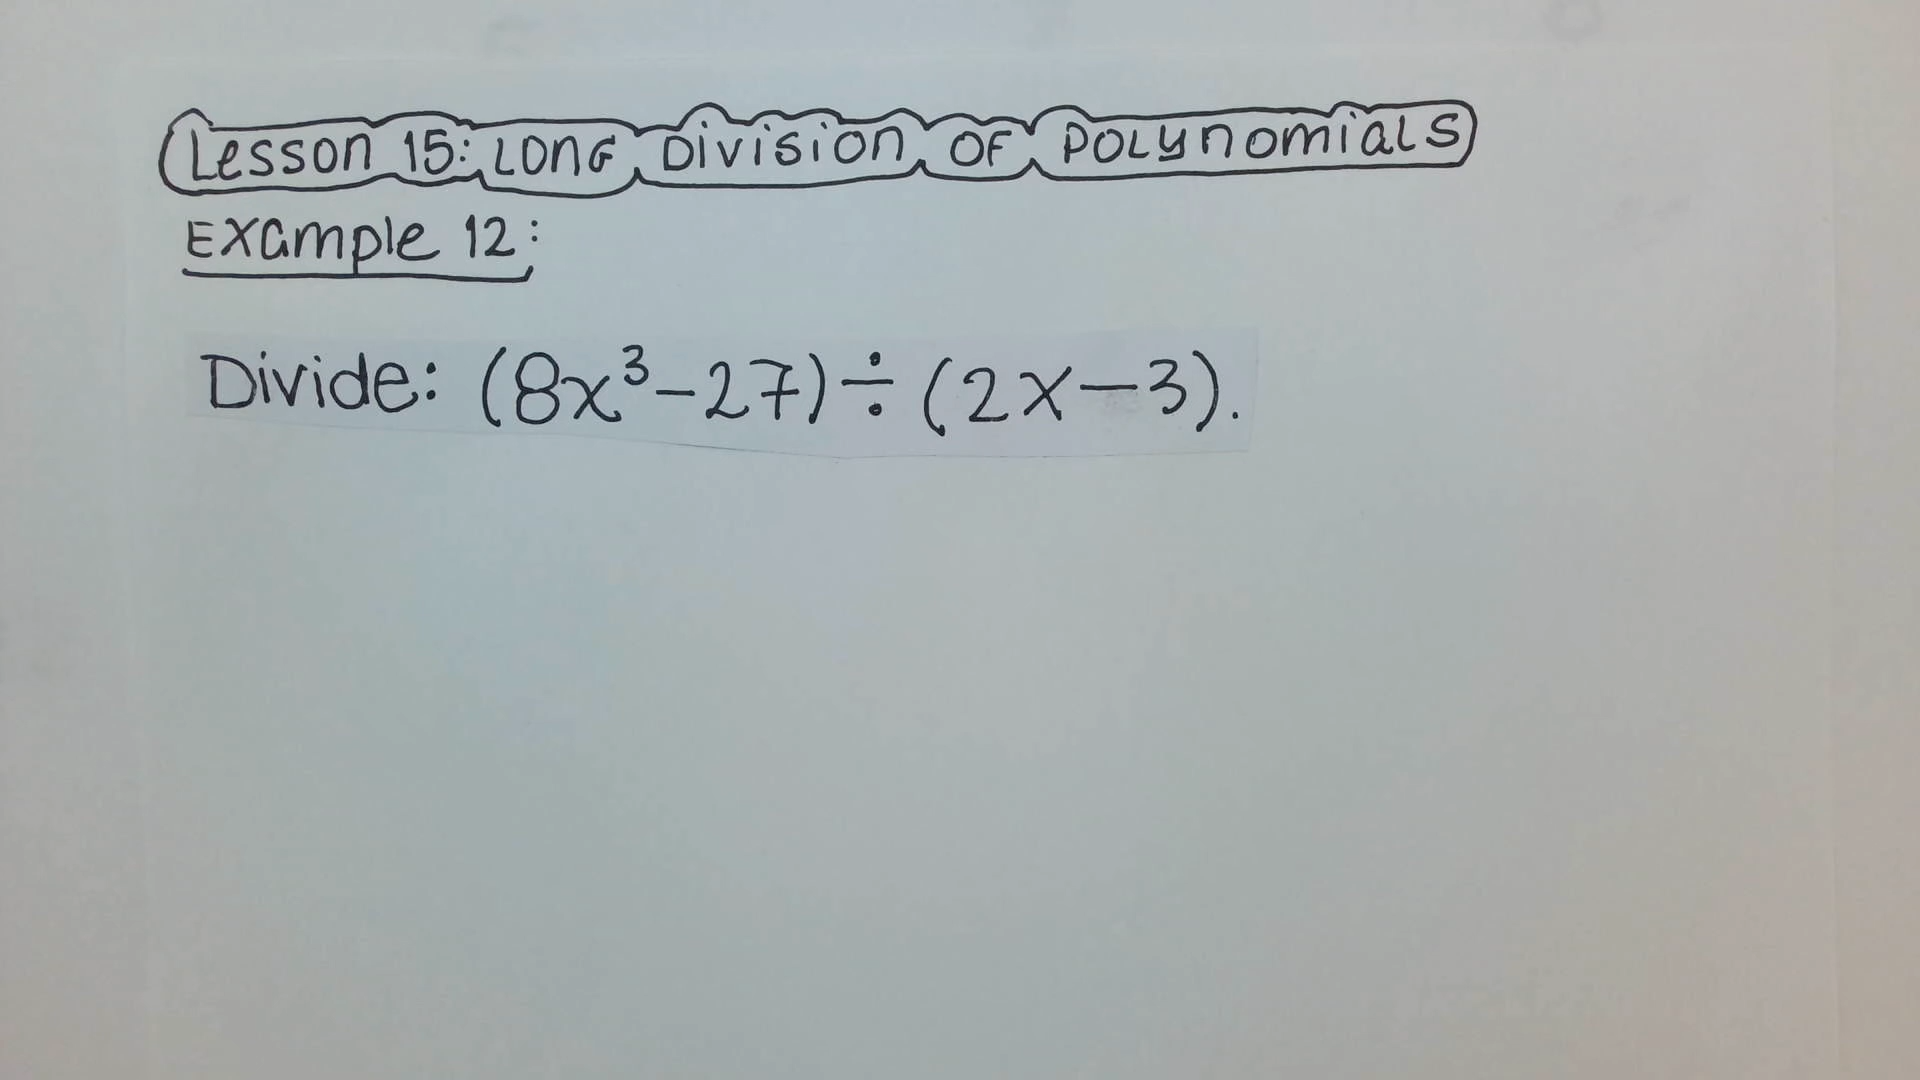 Lesson 15: LONG DIVISION OF POLYNOMIALS
Example 12:
Divide: (8x³-27)÷(2x-3).